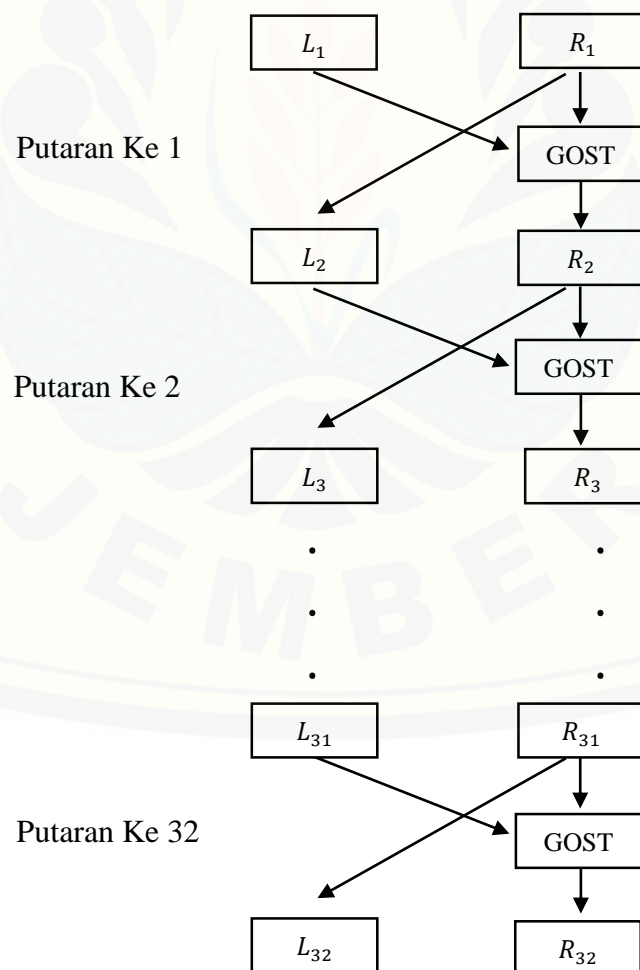 L₁ R₁
Putaran Ke 1
GOST
L₂ R₂
GOST
Putaran Ke 2
L₃ R₃
JEMBER
. .
. .
. .
L₃₁ R₃₁
Putaran Ke 32
GOST
L₃₂ R₃₂